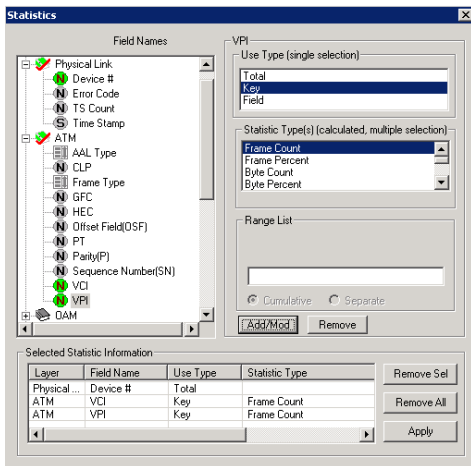 Statistics
Field Names
Physical Link
N Device #
N Error Code
N TS Count
S Time Stamp
ATM
AAL Type
N CLP
Frame Type
N GFC
N HEC
N Offset Field(OSF)
N PT
N Parity(P)
N Sequence Number(SN)
N VCI
N VPI
OAM
VPI
Use Type (single selection)
Total
Key
Field
Statistic Type(s) (calculated, multiple selection)
Frame Count
Frame Percent
Byte Count
Byte Percent
Range List
Cumulative Separate
Add/Mod Remove
Selected Statistic Information
Layer Field Name Use Type Statistic Type
Physical ... Device # Total
ATM VCI Key Frame Count
ATM VPI Key Frame Count
Remove Sel
Remove All
Apply